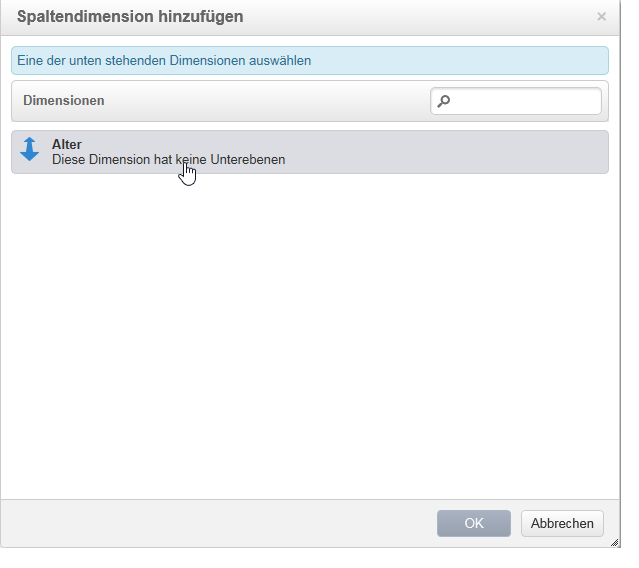 Spaltendimension hinzufügen
×
Eine der unten stehenden Dimensionen auswählen
Dimensionen
Alter
Diese Dimension hat keine Unterebenen
OK
Abbrechen